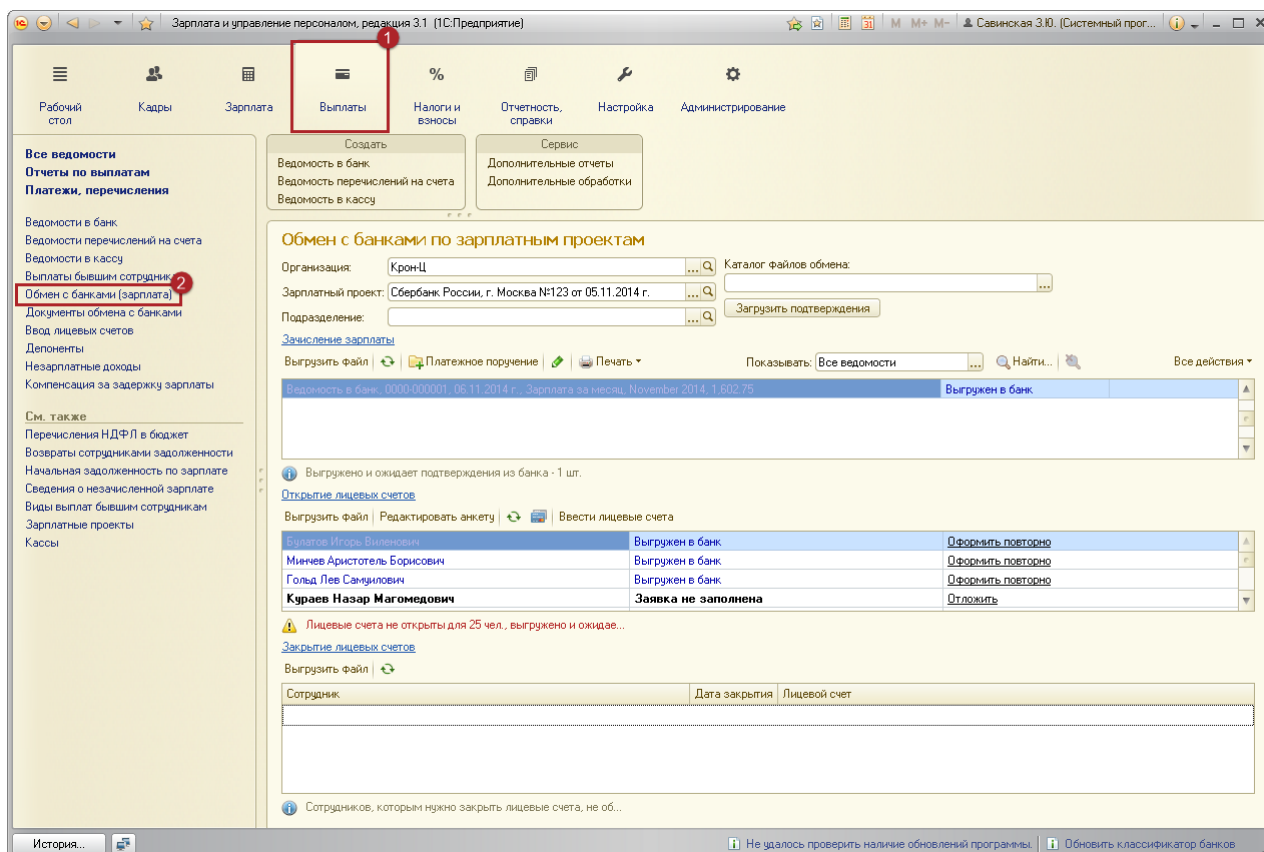 Зарплата и управление персоналом, редакция 3.1 (1С:Предприятие)
M M+ M- Савинская З.Ю. (Системный прог...
1
Рабочий стол
Кадры
Зарплата
Выплаты
%
Налоги и взносы
Отчетность, справки
Настройка
Администрирование
Все ведомости
Отчеты по выплатам
Платежи, перечисления
Ведомости в банк
Ведомости перечислений на счета
Ведомости в кассу
Выплаты бывшим сотрудник
2
Обмен с банками (зарплата)
Документы обмена с банками
Ввод лицевых счетов
Депоненты
Незарплатные доходы
Компенсация за задержку зарплаты
См. также
Перечисления НДФЛ в бюджет
Возвраты сотрудниками задолженности
Начальная задолженность по зарплате
Сведения о незачисленной зарплате
Виды выплат бывшим сотрудникам
Зарплатные проекты
Кассы
Создать
Ведомость в банк
Ведомость перечислений на счета
Ведомость в кассу
Сервис
Дополнительные отчеты
Дополнительные обработки
Обмен с банками по зарплатным проектам
Организация: Крон-Ц ... Каталог файлов обмена:
Зарплатный проект: Сбербанк России, г. Москва №123 от 05.11.2014 г. ... ...
Подразделение: ... Загрузить подтверждения
Зачисление зарплаты
Выгрузить файл Платежное поручение Печать Показывать: Все ведомости ... Найти... Все действия
Ведомость в банк, 0000-000001, 06.11.2014 г., Зарплата за месяц, November 2014, 1,602.75 Выгружен в банк
Выгружено и ожидает подтверждения из банка - 1 шт.
Открытие лицевых счетов
Выгрузить файл Редактировать анкету Ввести лицевые счета
Булатов Игорь Виленович Выгружен в банк Оформить повторно
Минчев Аристотель Борисович Выгружен в банк Оформить повторно
Гольд Лев Самуилович Выгружен в банк Оформить повторно
Кураев Назар Магомедович Заявка не заполнена Отложить
Лицевые счета не открыты для 25 чел., выгружено и ожидае...
Закрытие лицевых счетов
Выгрузить файл
Сотрудник Дата закрытия Лицевой счет
Сотрудников, которым нужно закрыть лицевые счета, не об...
История... Не удалось проверить наличие обновлений программы. Обновить классификатор банков